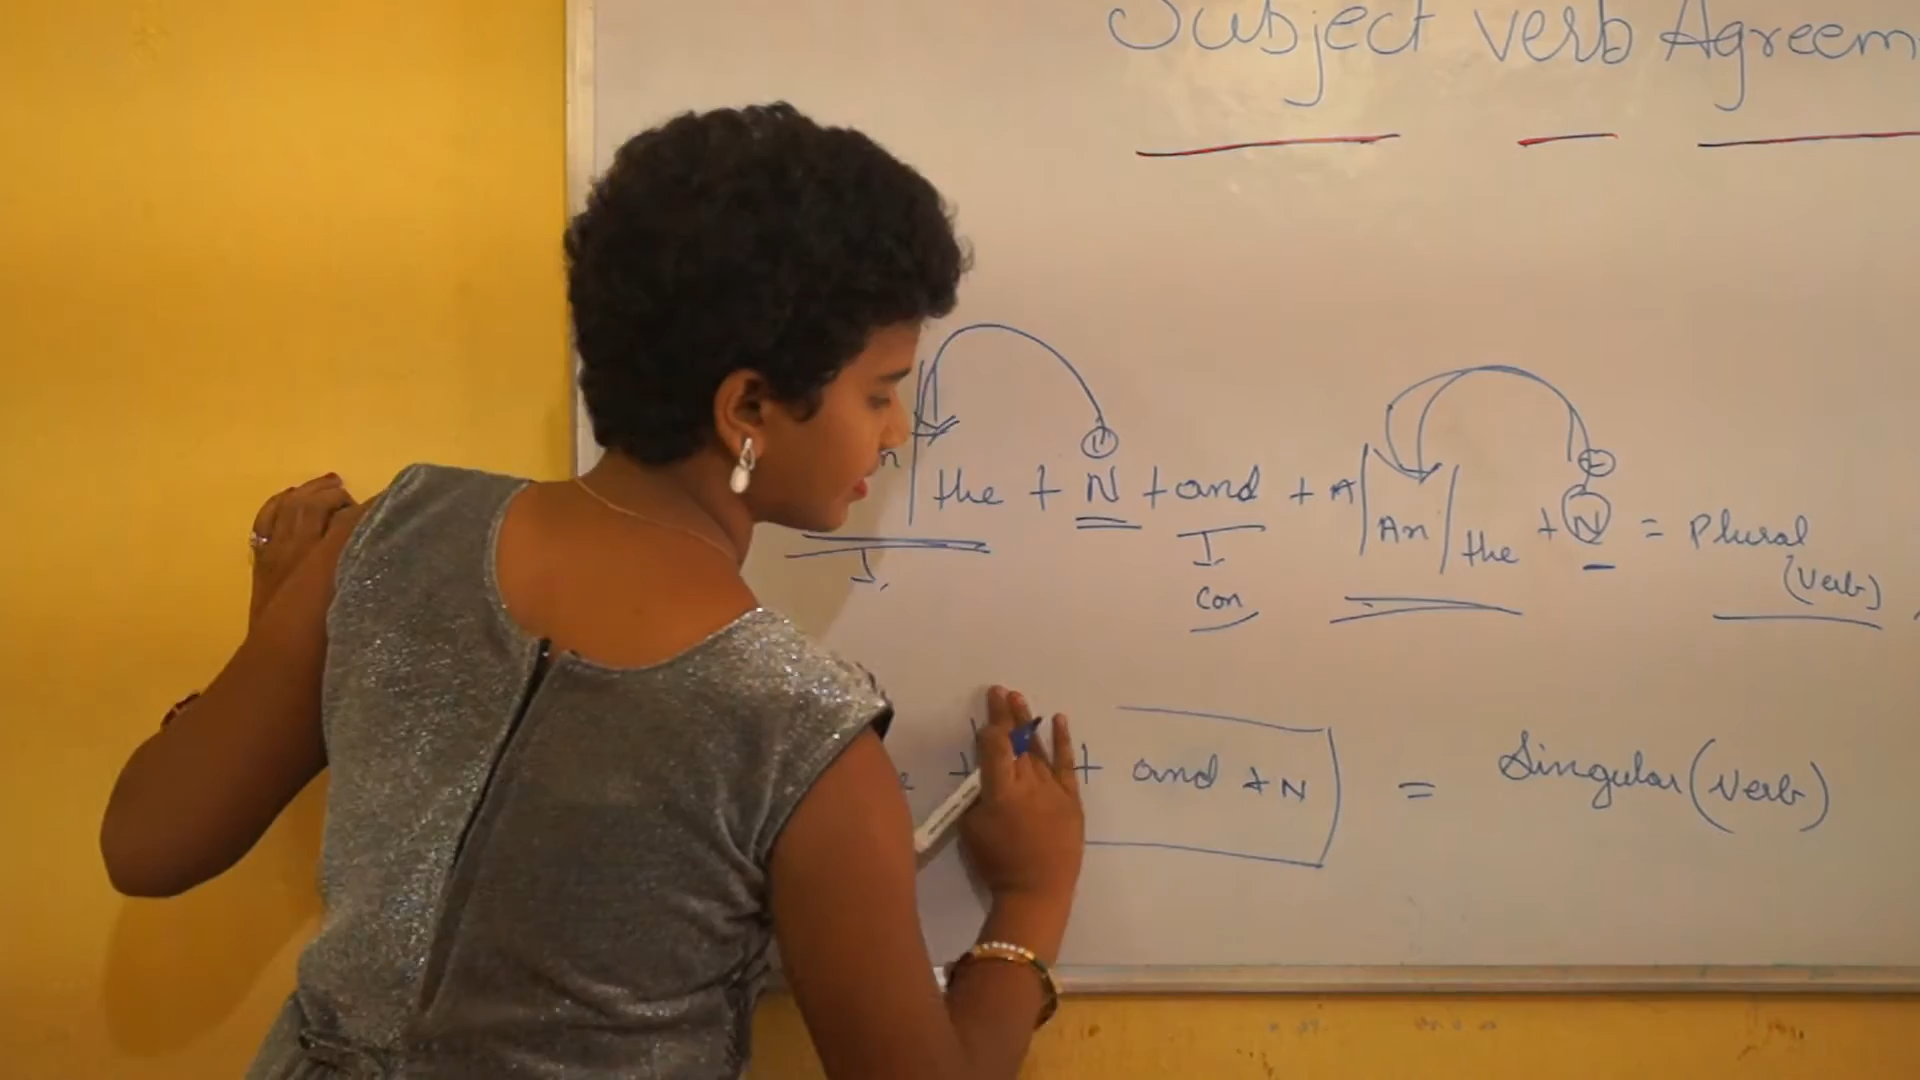 Subject verb Agreem
n | the + N + and + A | An | the + N = Plural
(Verb)
I.
I
Con
+ and + N = Singular (Verb)